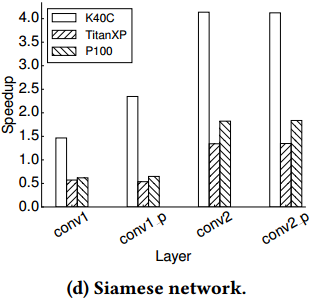 4.0
3.5
3.0
2.5
2.0
1.5
1.0
0.5
0.0
Speedup
K40C
TitanXP
P100
conv1
conv1 p
conv2
conv2 p
Layer
(d) Siamese network.